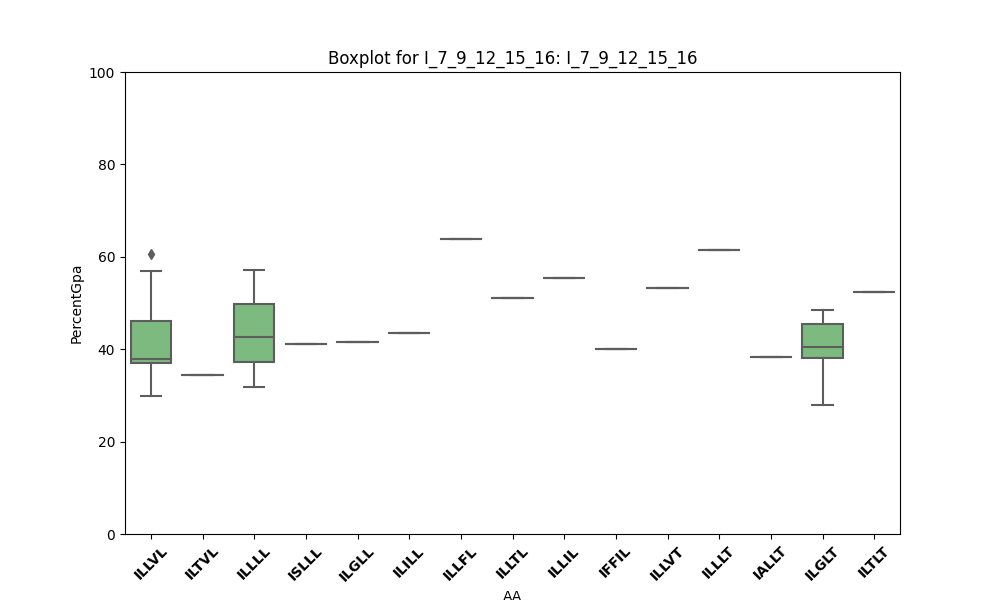 Boxplot for I_7_9_12_15_16: I_7_9_12_15_16
100
80
60
40
20
0
PercentGpa
ILLVL ILTVL ILLLL ISLLL ILGLL ILILL ILLFL ILLTL ILLIL IFFIL ILLVT ILLLT IALLT ILGLT ILTLT
AA